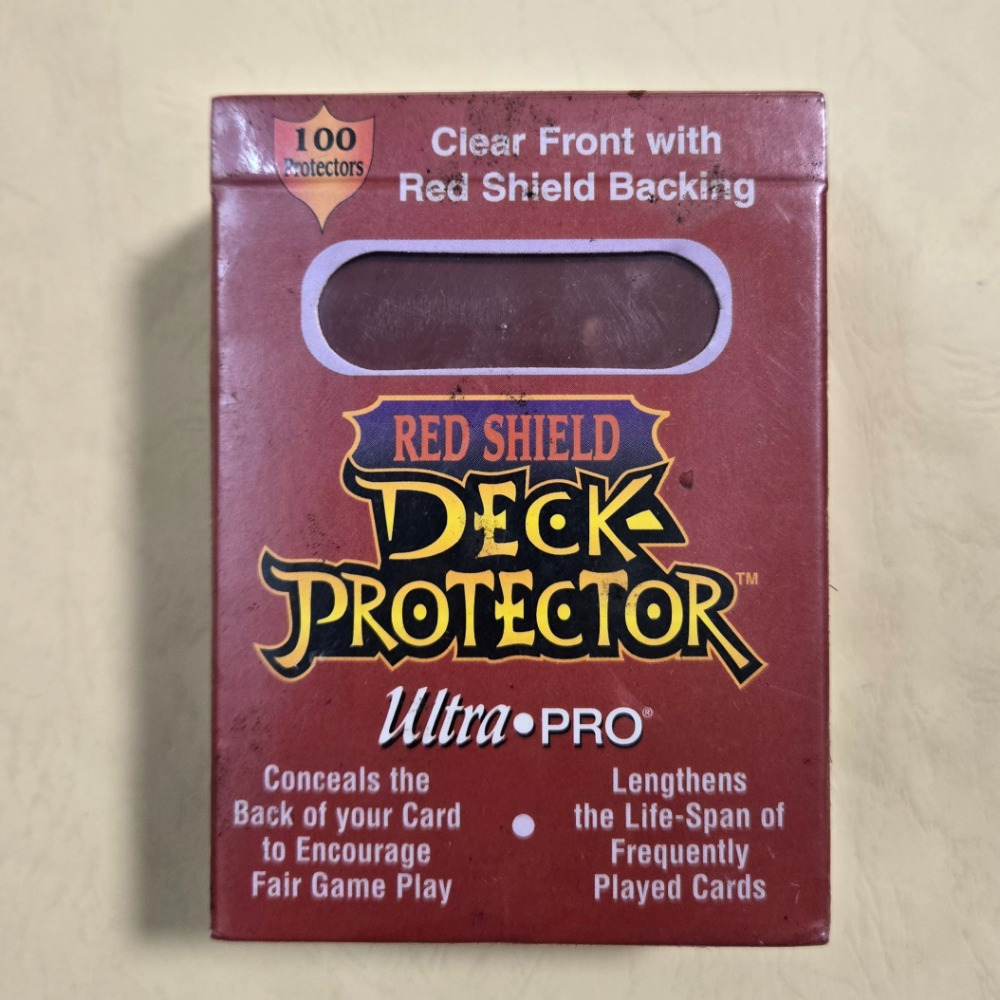 100
Protectors
Clear Front with
Red Shield Backing
RED SHIELD
DECK
PROTECTOR™
Ultra•PRO®
Conceals the
Back of your Card
to Encourage
Fair Game Play
•
Lengthens
the Life-Span of
Frequently
Played Cards